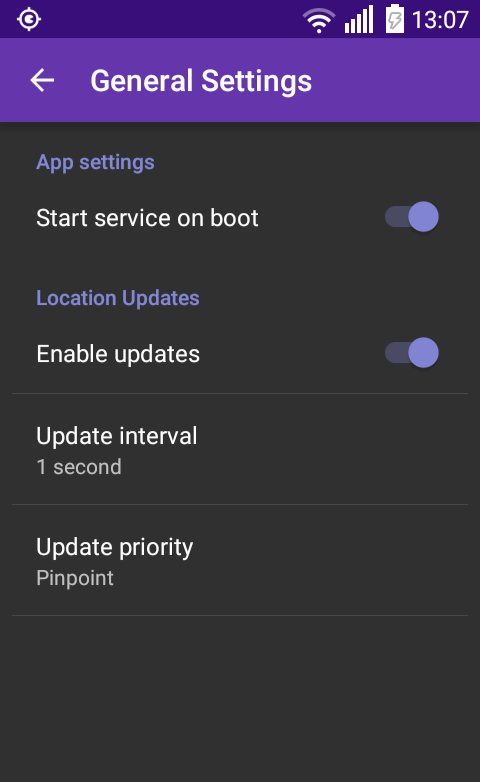 13:07
General Settings
App settings
Start service on boot
Location Updates
Enable updates
Update interval
1 second
Update priority
Pinpoint